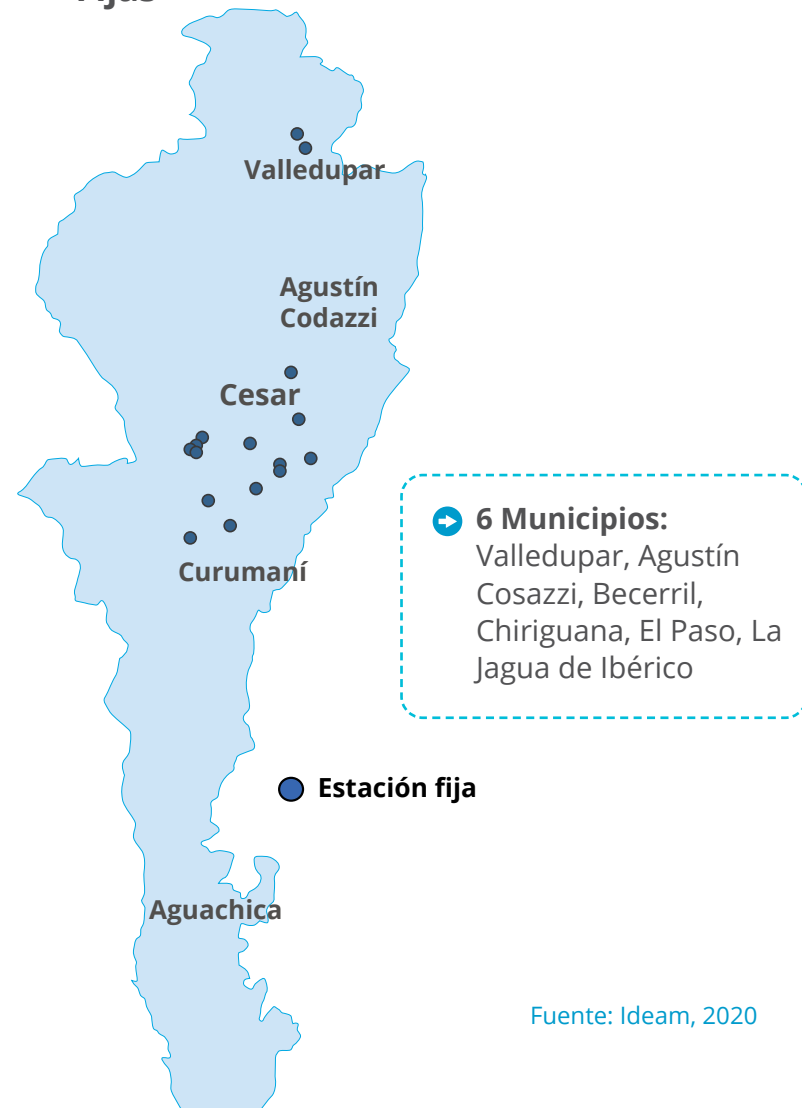 Valledupar
Agustín
Codazzi
Cesar
Curumaní
6 Municipios:
Valledupar, Agustín
Cosazzi, Becerril,
Chiriguana, El Paso, La
Jagua de Ibérico
Estación fija
Aguachica
Fuente: Ideam, 2020